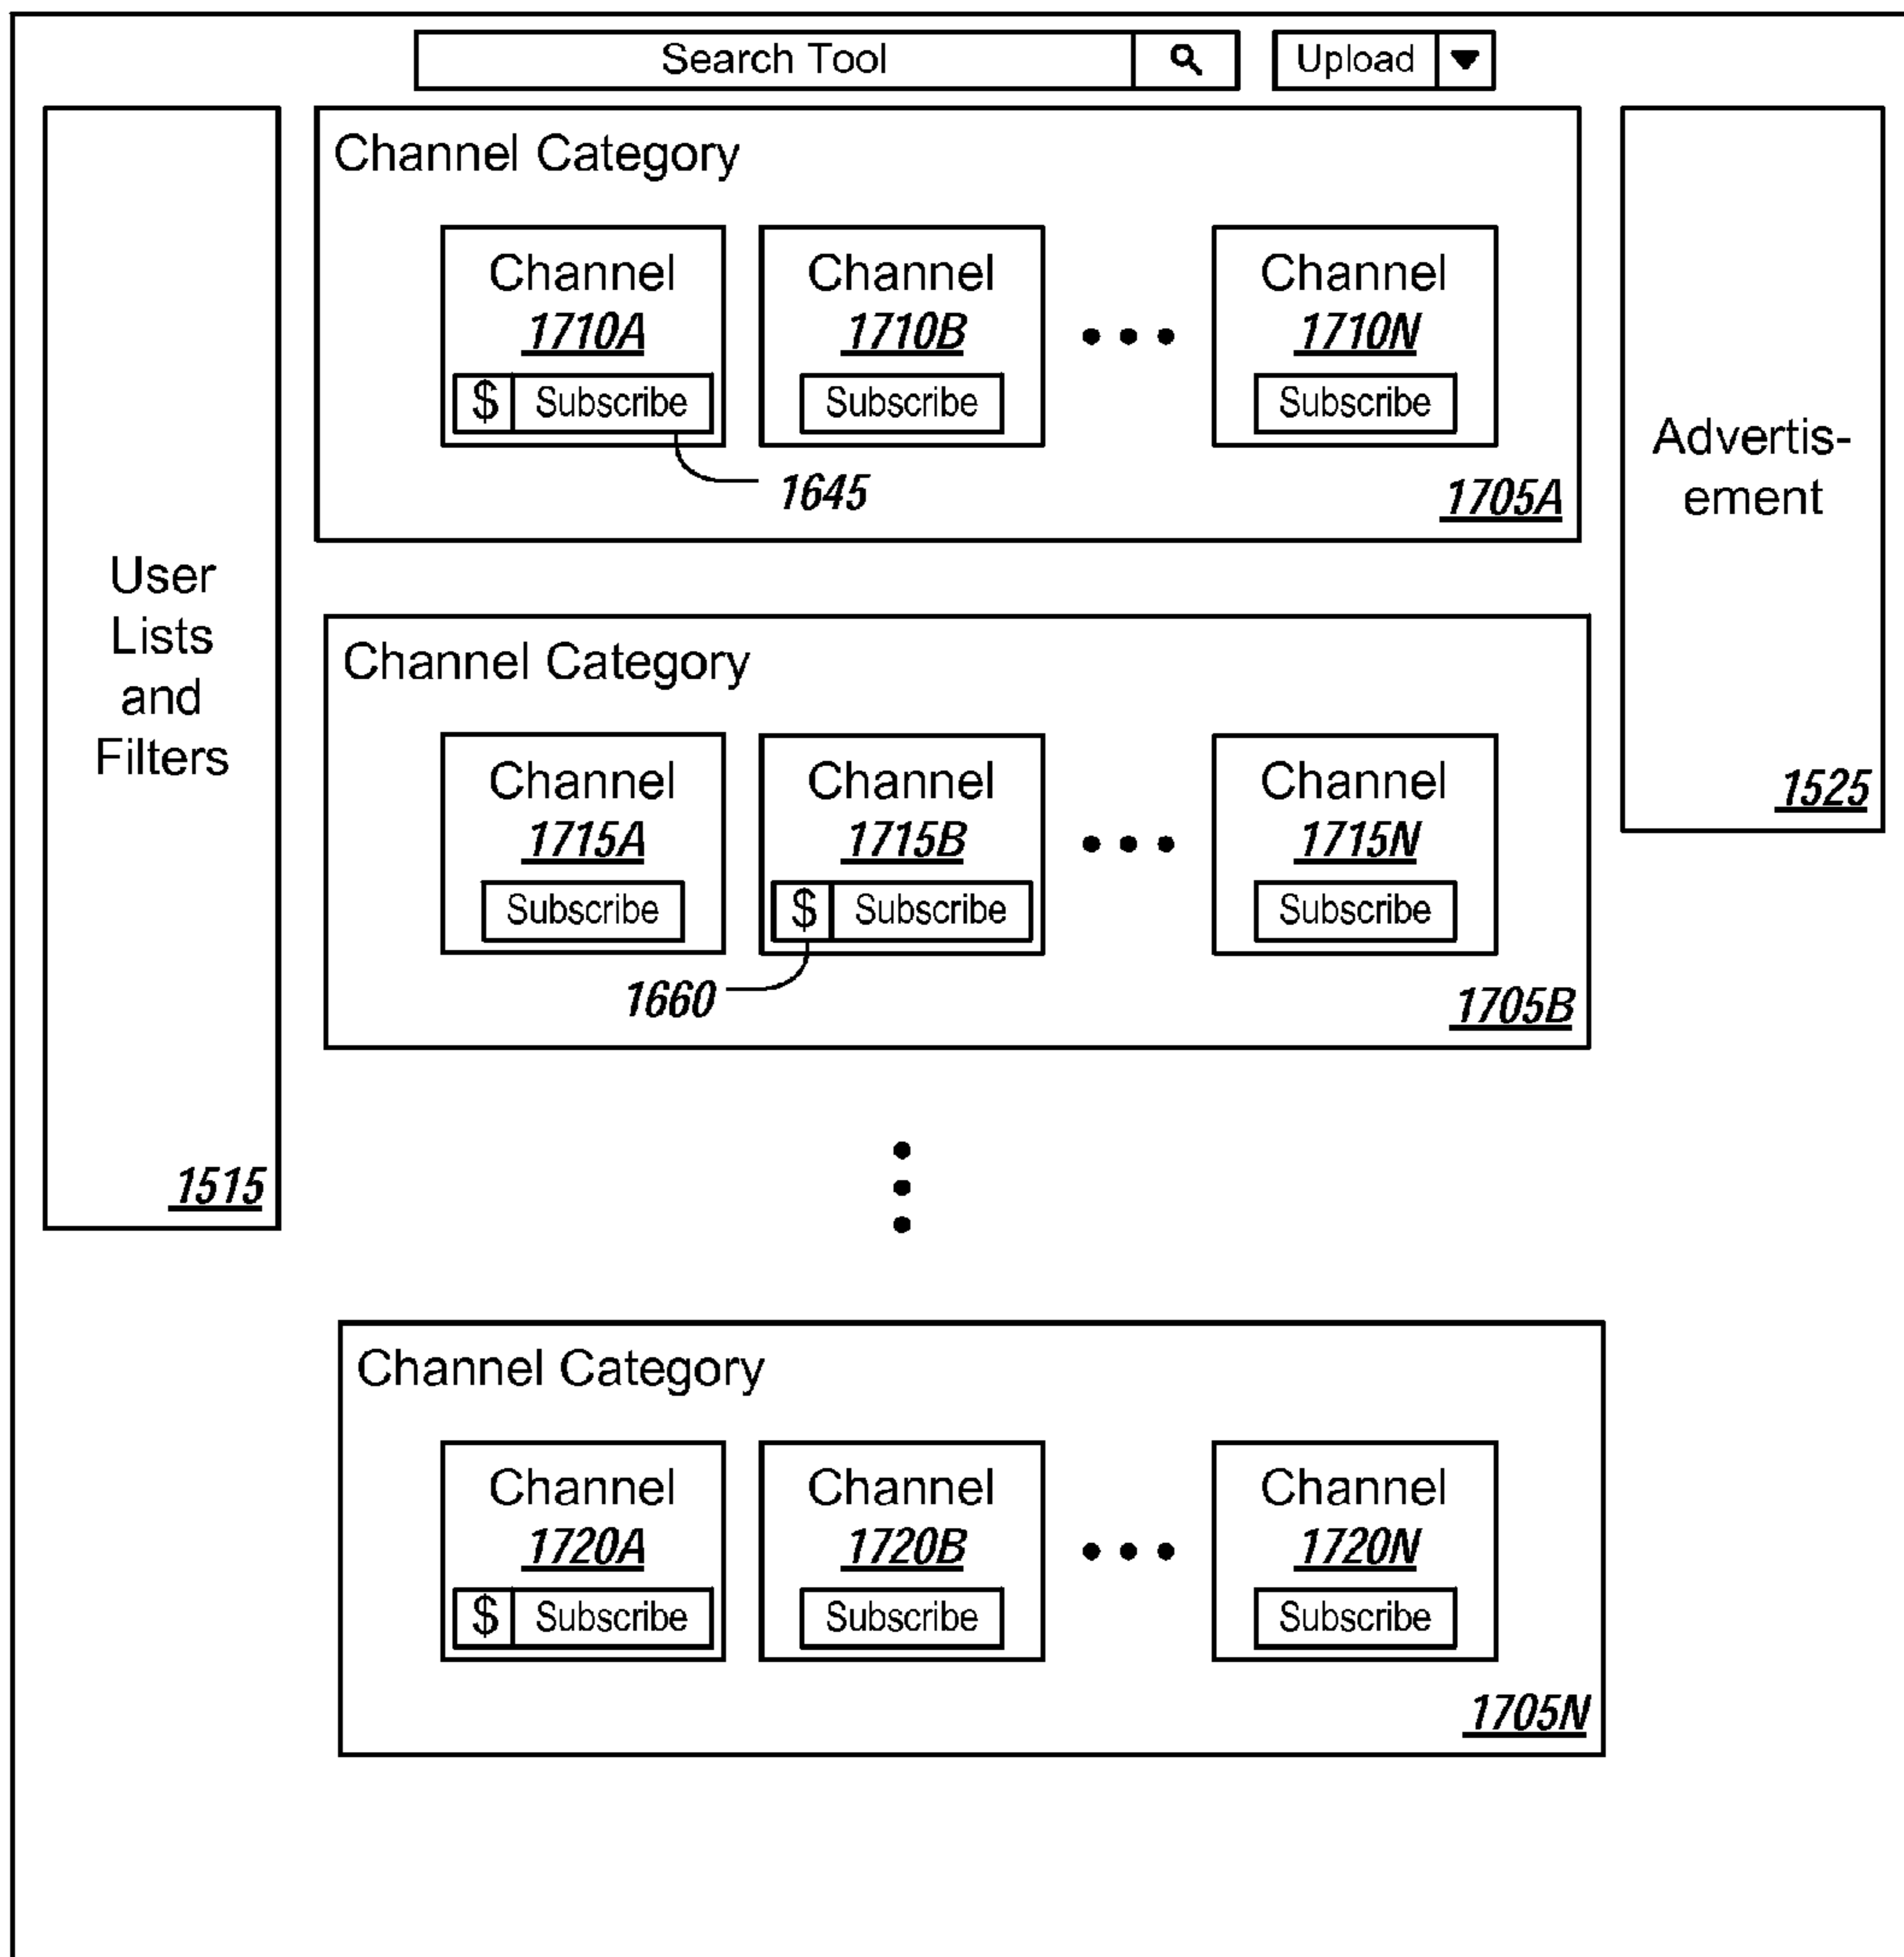 Search Tool
Upload
User
Lists
and
Filters
1515
Channel Category
Channel
1710A
$ Subscribe
Channel
1710B
Subscribe
Channel
1710N
Subscribe
1645
1705A
Channel Category
Channel
1715A
Subscribe
Channel
1715B
$ Subscribe
Channel
1715N
Subscribe
1660
1705B
Channel Category
Channel
1720A
$ Subscribe
Channel
1720B
Subscribe
Channel
1720N
Subscribe
1705N
Advertis-
ement
1525